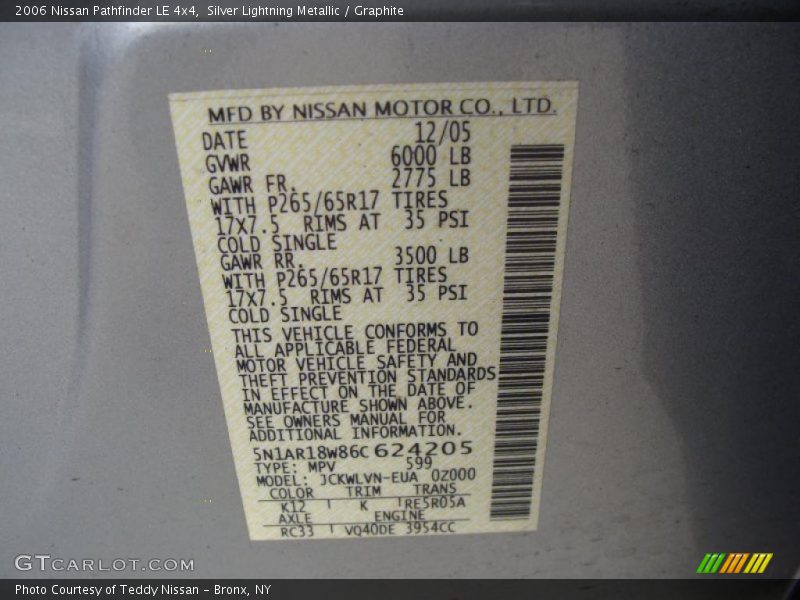 2006 Nissan Pathfinder LE 4x4,  Silver Lightning Metallic / Graphite
MFD BY NISSAN MOTOR CO., LTD.
DATE 12/05
GVWR 6000 LB
GAWR FR. 2775 LB
WITH P265/65R17 TIRES
17X7.5 RIMS AT 35 PSI
COLD SINGLE
GAWR RR. 3500 LB
WITH P265/65R17 TIRES
17X7.5 RIMS AT 35 PSI
COLD SINGLE
THIS VEHICLE CONFORMS TO
ALL APPLICABLE FEDERAL
MOTOR VEHICLE SAFETY AND
THEFT PREVENTION STANDARDS
IN EFFECT ON THE DATE OF
MANUFACTURE SHOWN ABOVE.
SEE OWNERS MANUAL FOR
ADDITIONAL INFORMATION.
5N1AR18W86C624205
TYPE: MPV 599
MODEL: JCKWLVN-EUA 0Z000
COLOR TRIM TRANS
K12 K RE5R05A
AXLE ENGINE
RC33 VQ40DE 3954CC
GTCARLOT.COM
Photo Courtesy of Teddy Nissan - Bronx, NY